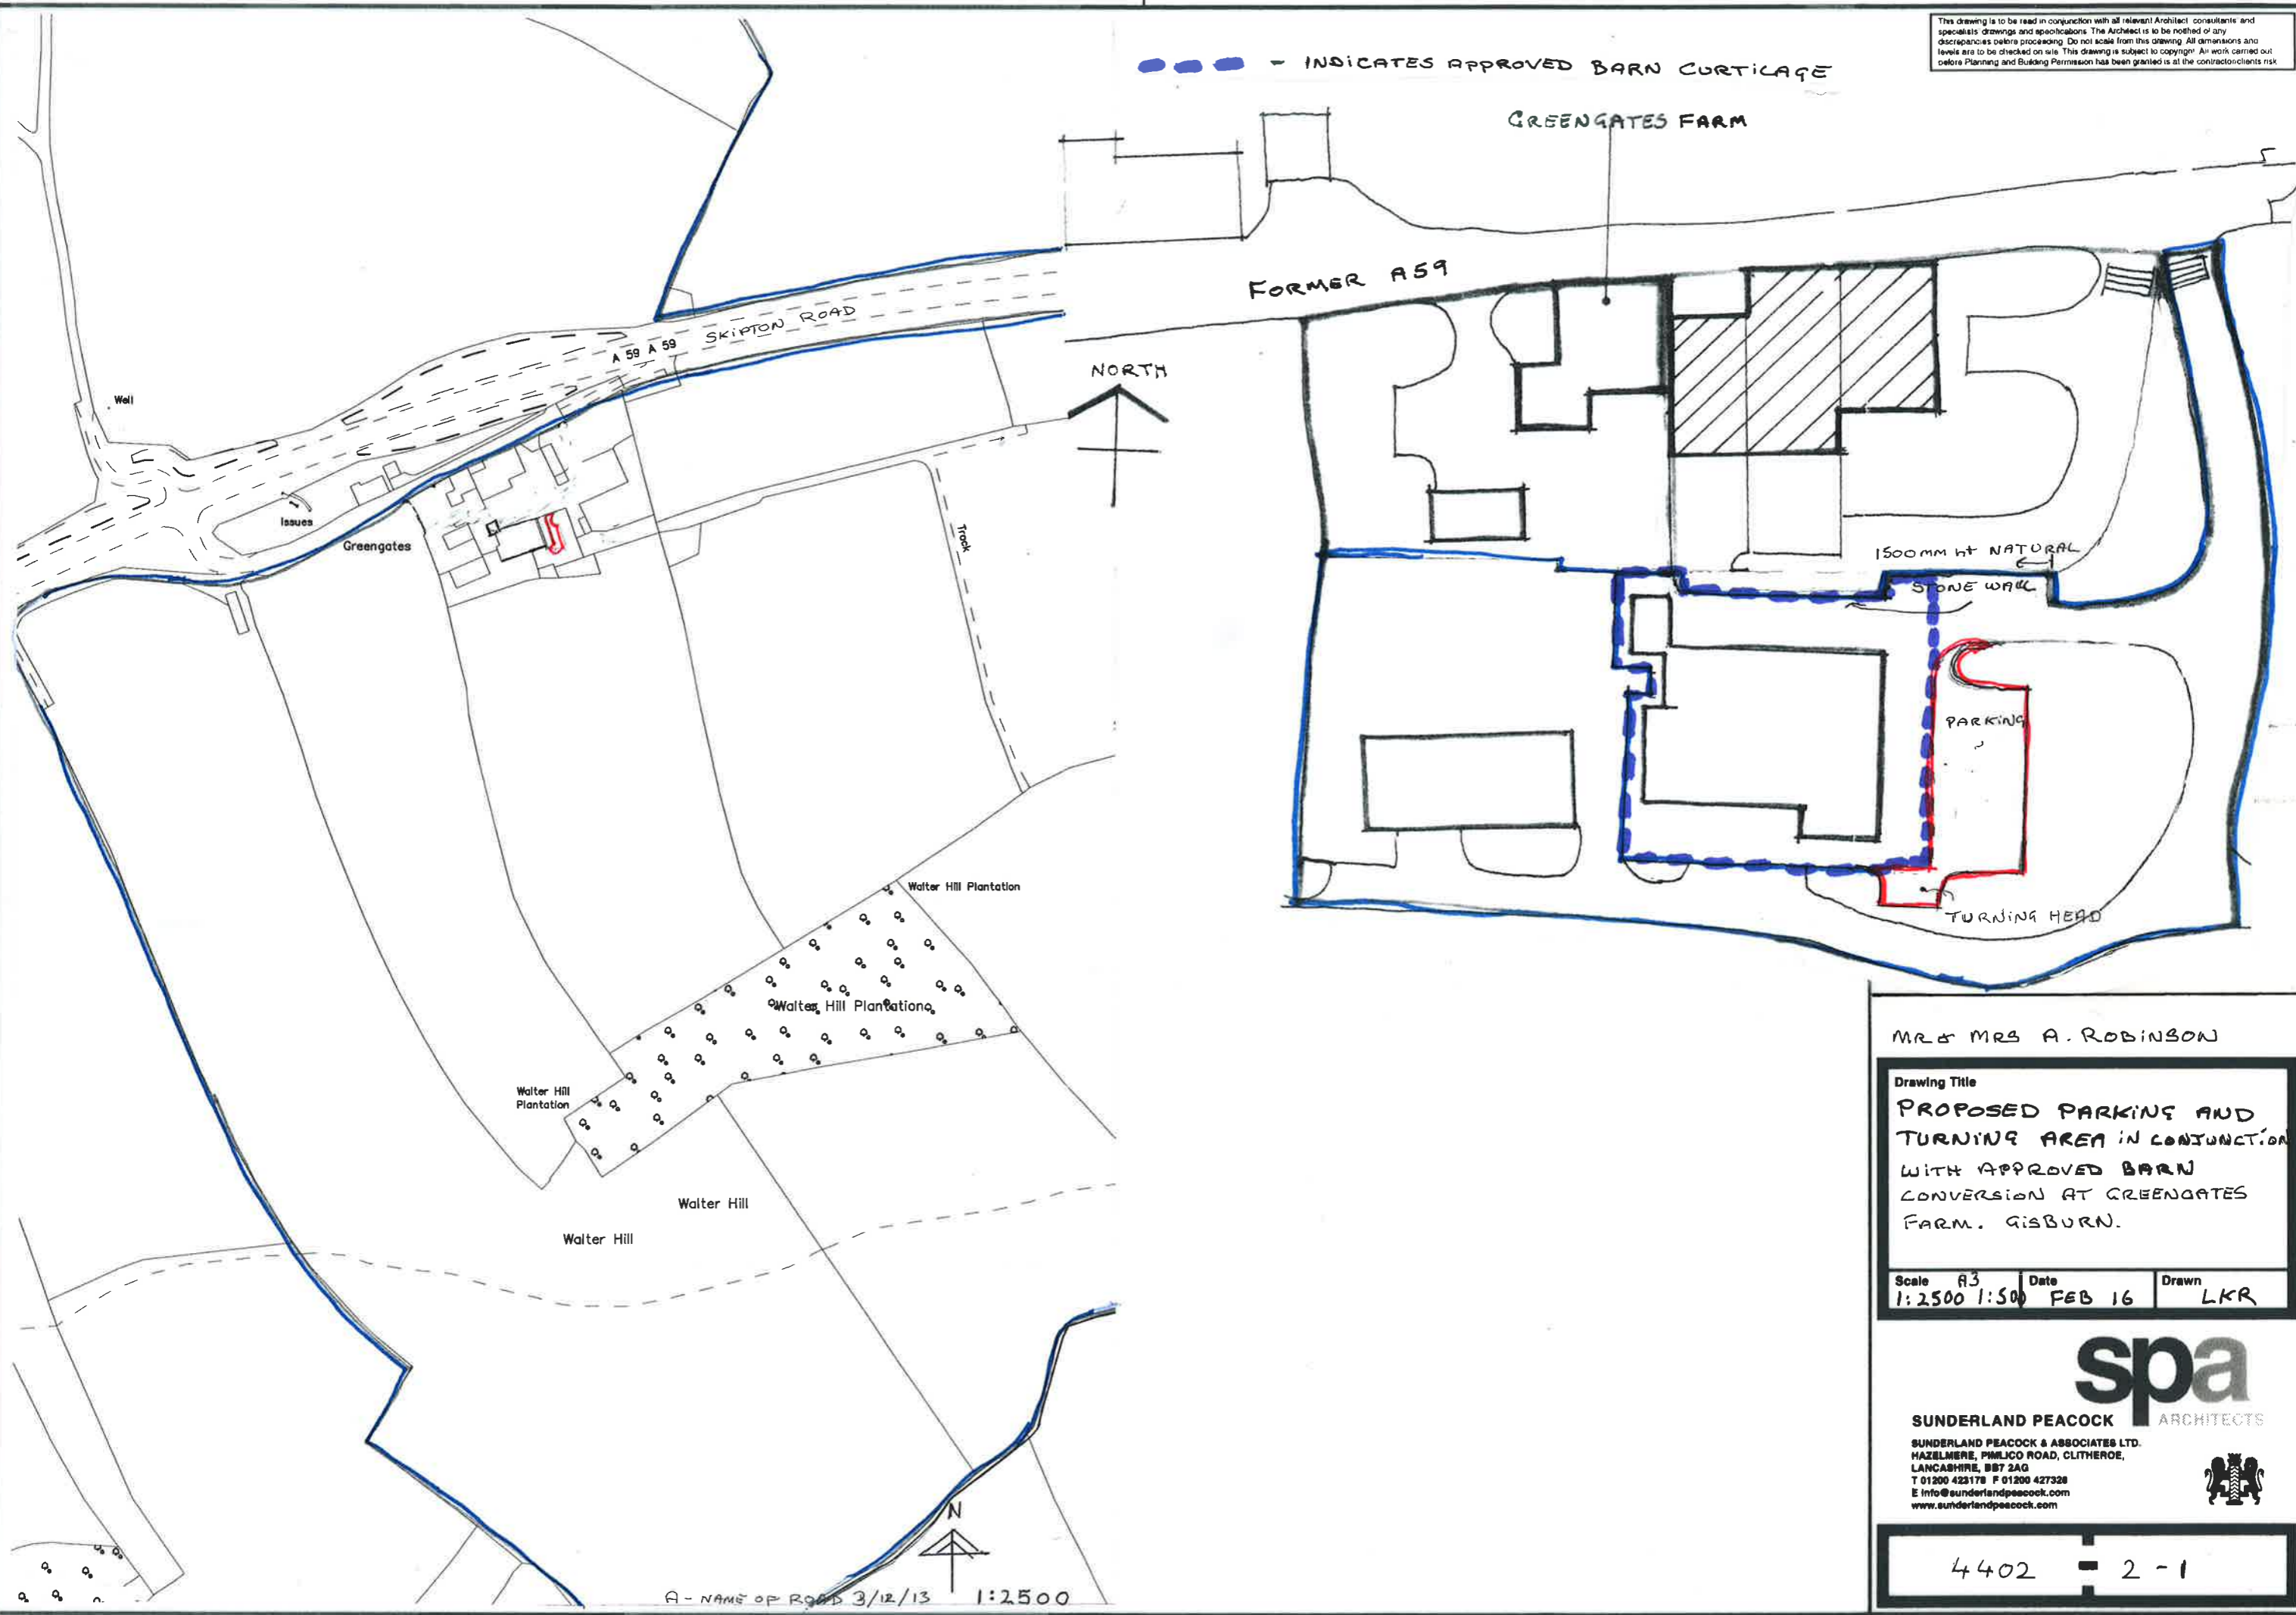 This drawing is to be read in conjunction with all relevant Architect consultants and
specialists drawings and specifications The Architect is to be notified of any
discrepancies before proceeding Do not scale from this drawing All dimensions and
levels are to be checked on site This drawing is subject to copyright All work carried out
before Planning and Building Permission has been granted is at the contractor/clients risk
- INDICATES APPROVED BARN CURTILAGE
GREENGATES FARM
FORMER A59
A 59 A 59 SKIPTON ROAD
NORTH
Well
Issues
Greengates
Track
1500mm ht NATURAL
STONE WALL
PARKING
TURNING HEAD
Walter Hill Plantation
Walter Hill Plantation
Walter Hill
Plantation
Walter Hill
Walter Hill
MR & MRS A. ROBINSON
Drawing Title
PROPOSED PARKING AND
TURNING AREA IN CONJUNCTION
WITH APPROVED BARN
CONVERSION AT GREENGATES
FARM. GISBURN.
Scale A3 Date Drawn
1:2500 1:500 FEB 16 LKR
spa
ARCHITECTS
SUNDERLAND PEACOCK
SUNDERLAND PEACOCK & ASSOCIATES LTD.
HAZELMERE, PIMLICO ROAD, CLITHEROE,
LANCASHIRE, BB7 2AG
T 01200 423178 F 01200 427328
E info@sunderlandpeacock.com
www.sunderlandpeacock.com
4402 - 2 - 1
N
A - NAME OF ROAD 3/12/13 1:2500